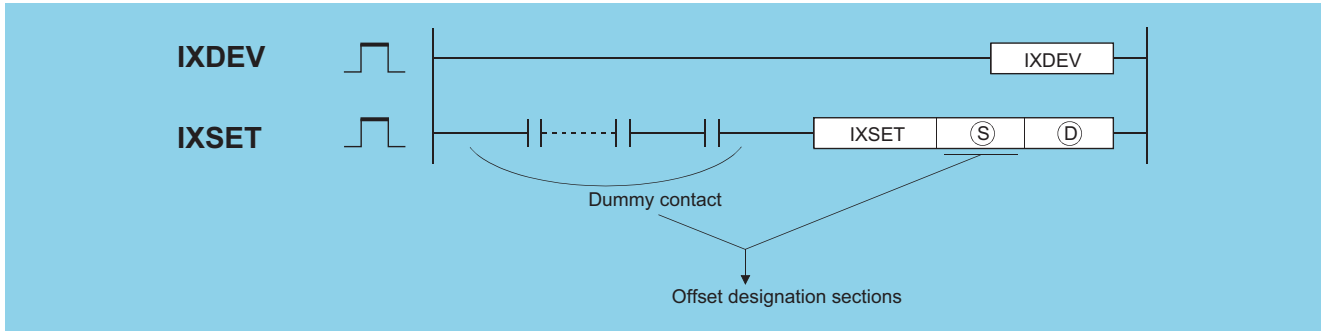 IXDEV
IXDEV
IXSET
IXSET Ⓢ Ⓓ
Dummy contact
Offset designation sections